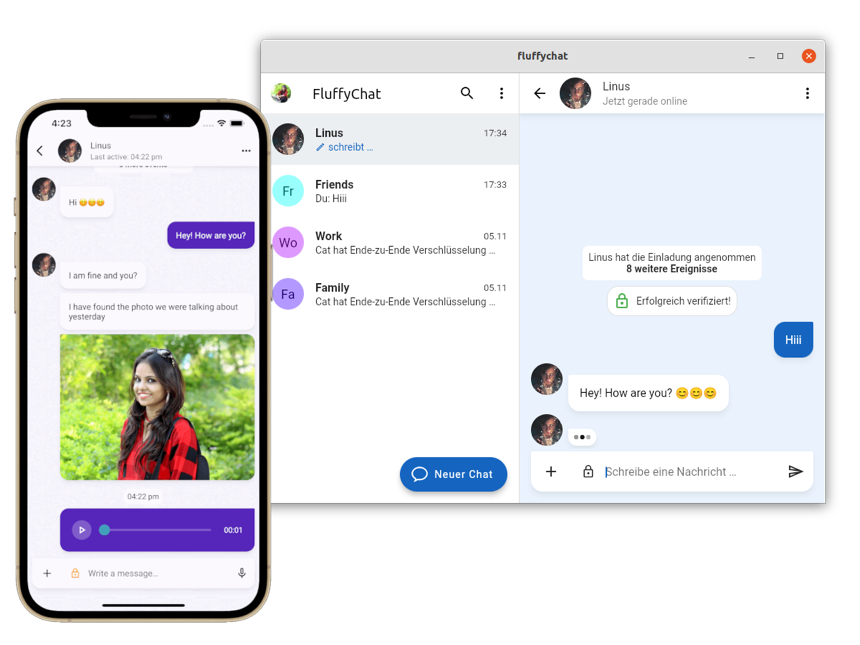 fluffychat
FluffyChat
Linus
17:34
schreibt ...
Fr
Friends
17:33
Du: Hiii
Wo
Work
05.11
Cat hat Ende-zu-Ende Verschlüsselung ...
Fa
Family
05.11
Cat hat Ende-zu-Ende Verschlüsselung ...
Neuer Chat
Linus
Jetzt gerade online
Linus hat die Einladung angenommen
8 weitere Ereignisse
Erfolgreich verifiziert!
Hiii
Hey! How are you? 😊😊😊
Schreibe eine Nachricht ...
4:23
Linus
Last active: 04:22 pm
Hi 😊😊😊
Hey! How are you?
I am fine and you?
I have found the photo we were talking about
yesterday
04:22 pm
00:01
Write a message...